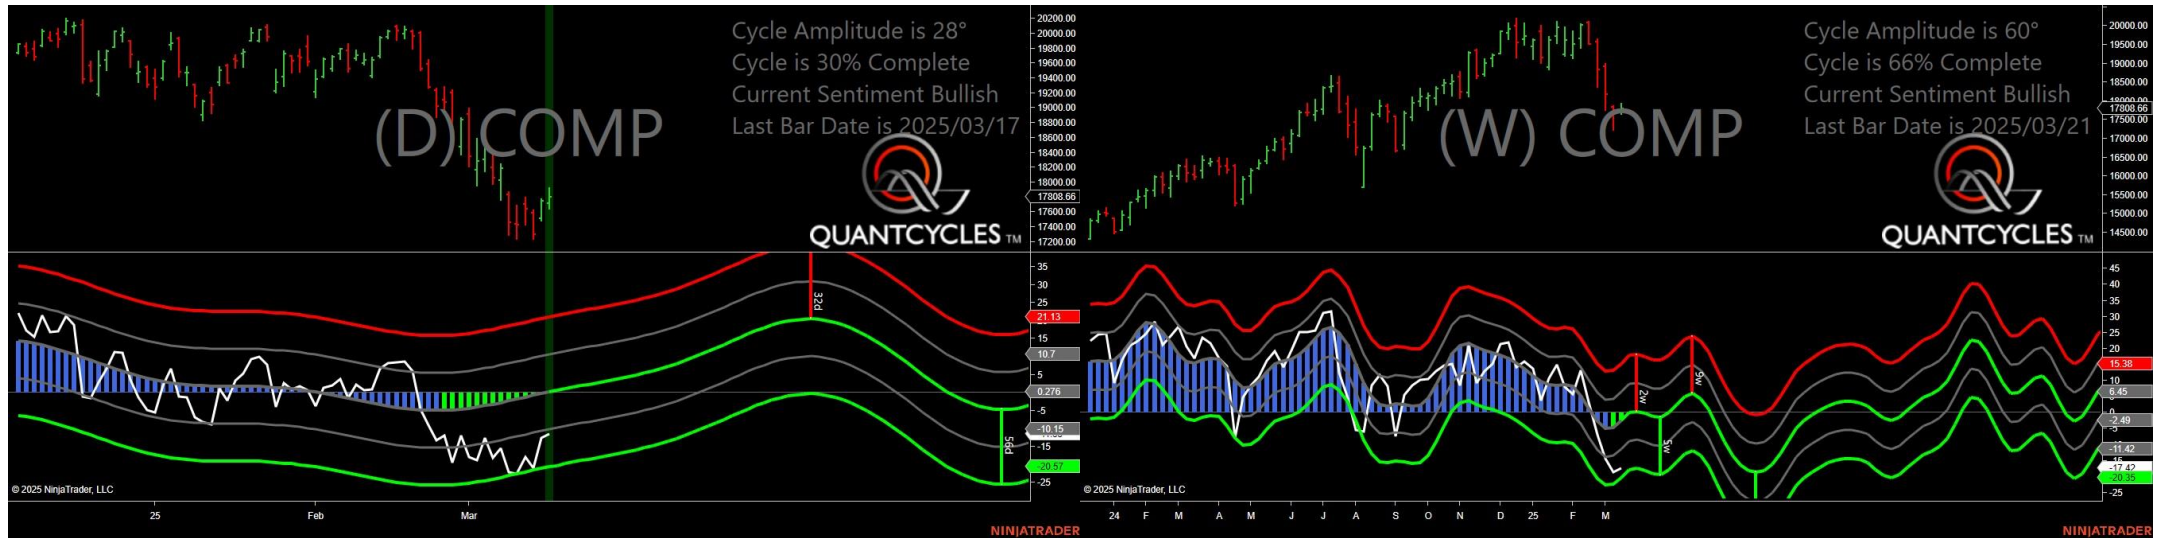 Cycle Amplitude is 28°
Cycle is 30% Complete
Current Sentiment Bullish
Last Bar Date is 2025/03/17
(D) COMP
QUANTCYCLES TM
20200.00
20000.00
19800.00
19600.00
19400.00
19200.00
19000.00
18800.00
18600.00
18400.00
18200.00
18000.00
17808.66
17600.00
17400.00
17200.00
35
30
25
21.13
15
10.7
5
0.276
-5
-10.15
-15
-20.57
-25
32d
56d
© 2025 NinjaTrader, LLC
25 Feb Mar
NINJATRADER
Cycle Amplitude is 60°
Cycle is 66% Complete
Current Sentiment Bullish
Last Bar Date is 2025/03/21
(W) COMP
QUANTCYCLES TM
20000.00
19500.00
19000.00
18500.00
18000.00
17808.66
17500.00
17000.00
16500.00
16000.00
15500.00
15000.00
14500.00
45
40
35
30
25
20
15.38
10
6.45
0
-2.49
-5
-11.42
-17.42
-20.35
-25
2w
9w
5w
© 2025 NinjaTrader, LLC
24 F M A M J J A S O N D 25 F M
NINJATRADER